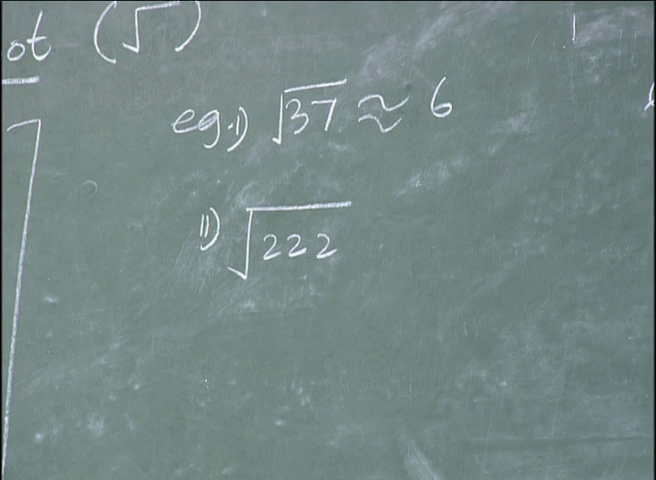 ot (√)
eg. i) √37 ≈ 6
ii) √222